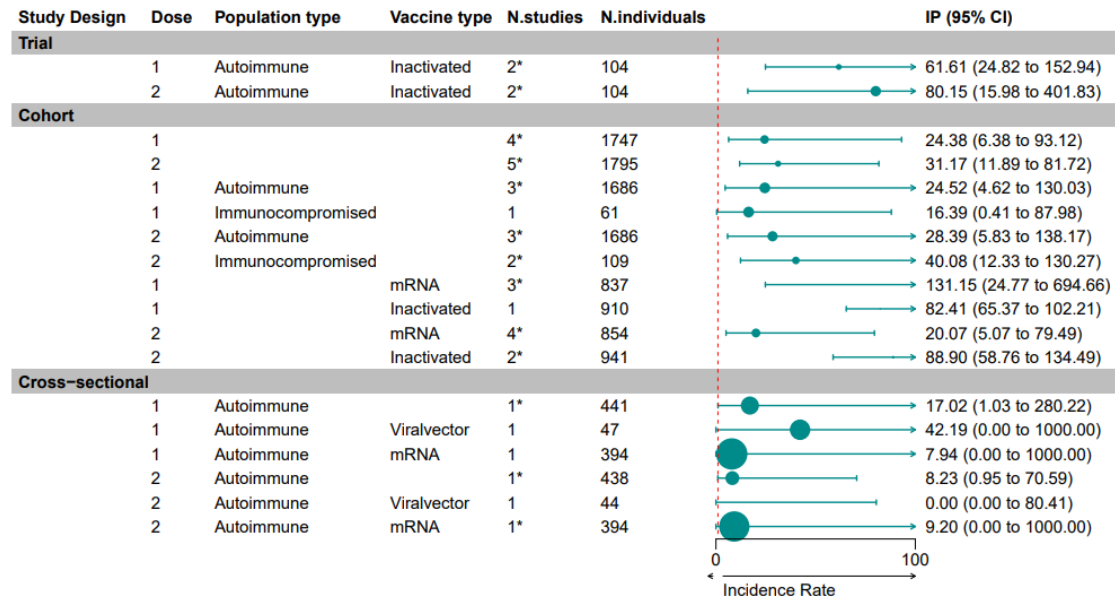 Study Design Dose Population type Vaccine type N.studies N.individuals IP (95% CI)
Trial
1 Autoimmune Inactivated 2* 104 61.61 (24.82 to 152.94)
2 Autoimmune Inactivated 2* 104 80.15 (15.98 to 401.83)
Cohort
1 4* 1747 24.38 (6.38 to 93.12)
2 5* 1795 31.17 (11.89 to 81.72)
1 Autoimmune 3* 1686 24.52 (4.62 to 130.03)
1 Immunocompromised 1 61 16.39 (0.41 to 87.98)
2 Autoimmune 3* 1686 28.39 (5.83 to 138.17)
2 Immunocompromised 2* 109 40.08 (12.33 to 130.27)
1 mRNA 3* 837 131.15 (24.77 to 694.66)
1 Inactivated 1 910 82.41 (65.37 to 102.21)
2 mRNA 4* 854 20.07 (5.07 to 79.49)
2 Inactivated 2* 941 88.90 (58.76 to 134.49)
Cross−sectional
1 Autoimmune 1* 441 17.02 (1.03 to 280.22)
1 Autoimmune Viralvector 1 47 42.19 (0.00 to 1000.00)
1 Autoimmune mRNA 1 394 7.94 (0.00 to 1000.00)
2 Autoimmune 1* 438 8.23 (0.95 to 70.59)
2 Autoimmune Viralvector 1 44 0.00 (0.00 to 80.41)
2 Autoimmune mRNA 1* 394 9.20 (0.00 to 1000.00)
0 100
Incidence Rate